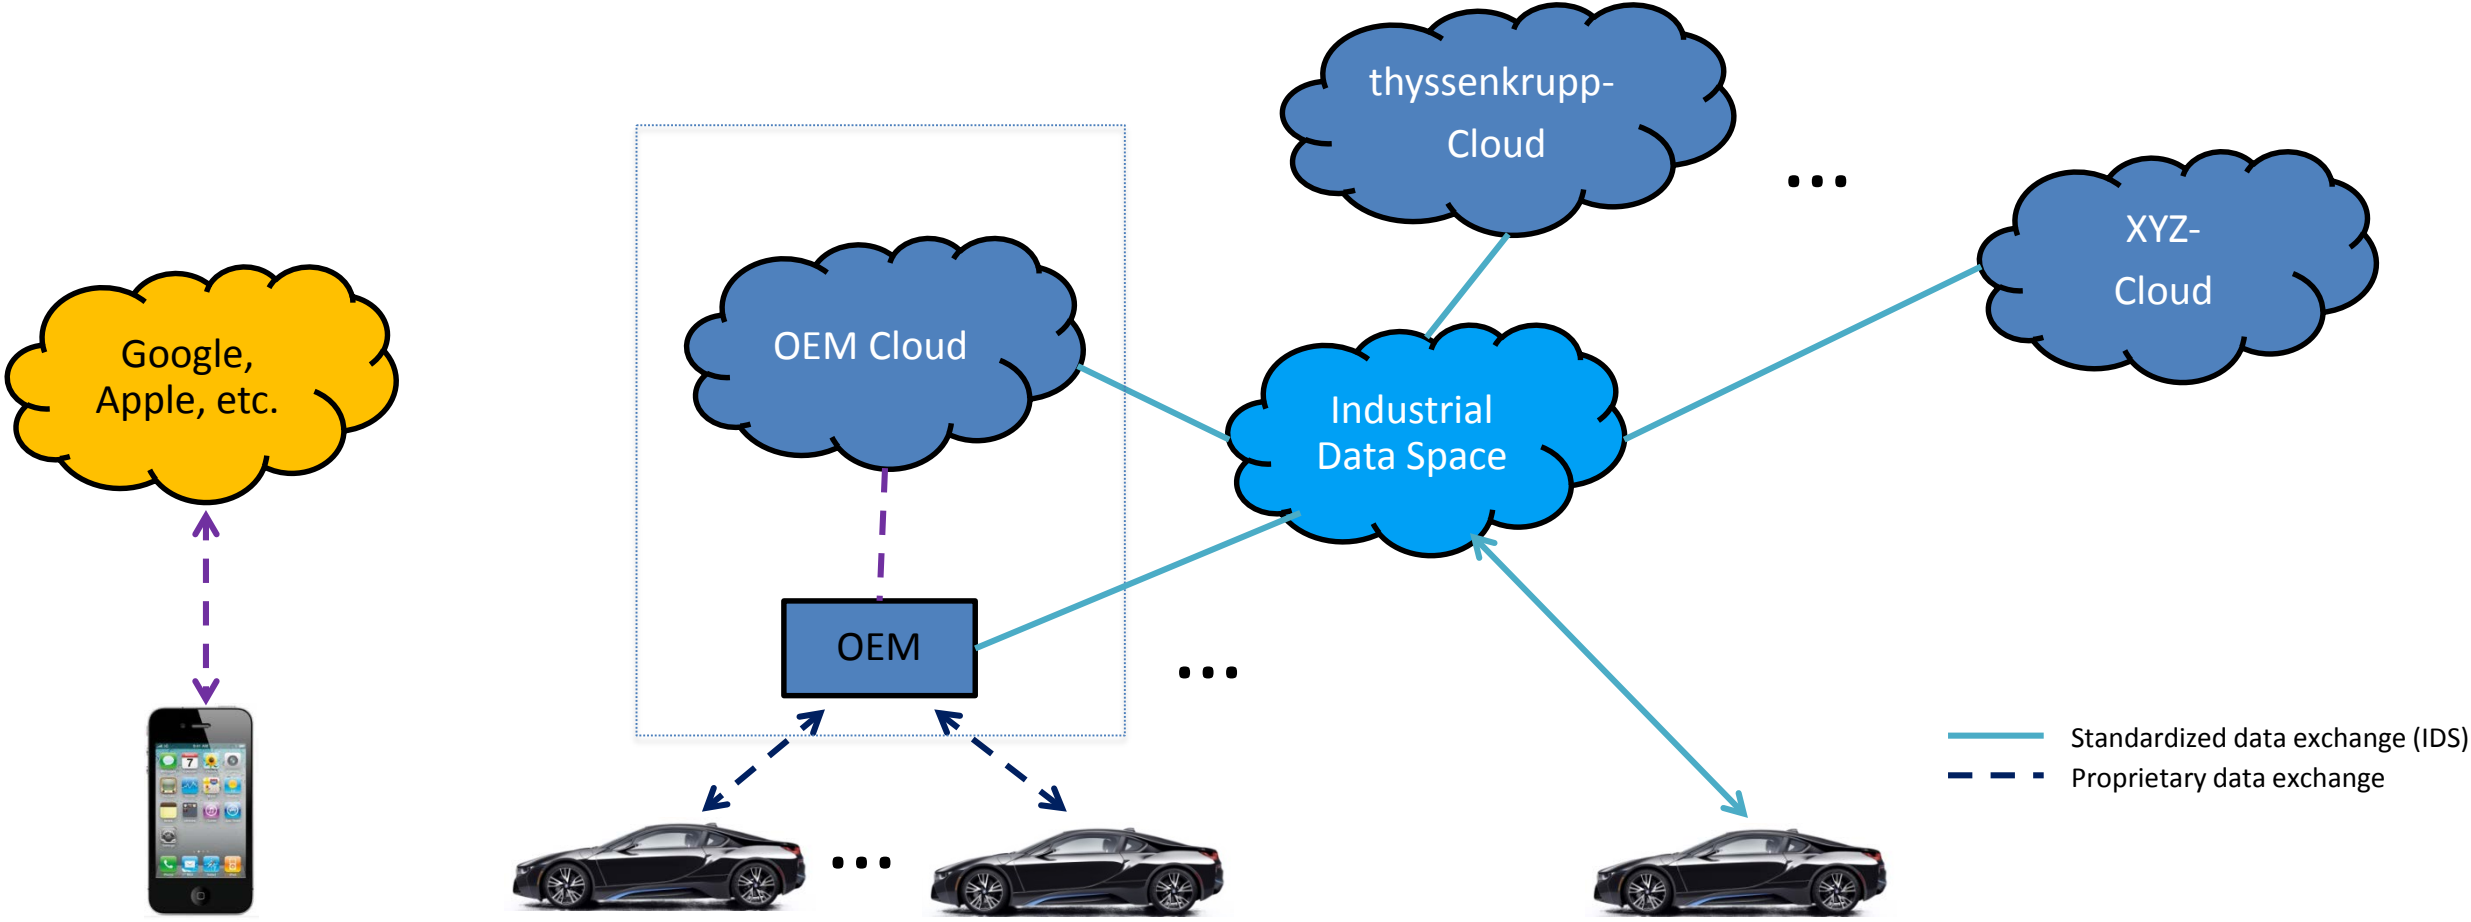 thyssenkrupp-
Cloud
...
XYZ-
Cloud
OEM Cloud
Google,
Apple, etc.
Industrial
Data Space
OEM
...
Standardized data exchange (IDS)
Proprietary data exchange
...